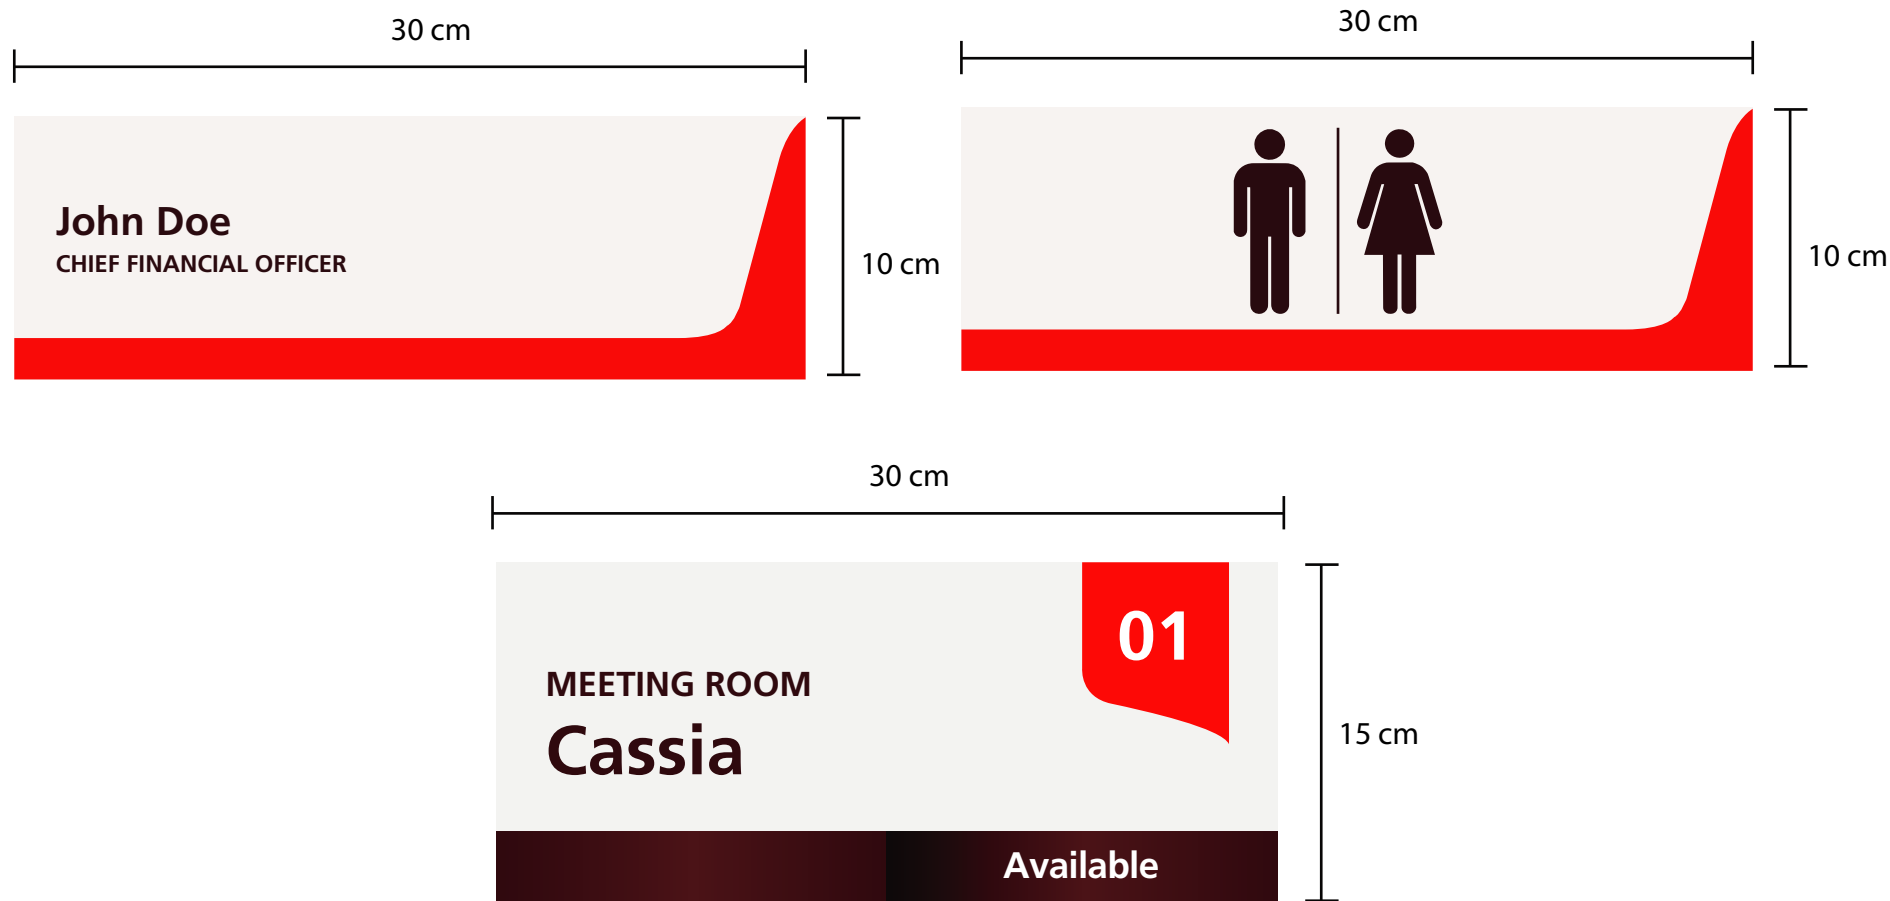 30 cm
30 cm
John Doe
CHIEF FINANCIAL OFFICER
10 cm
10 cm
30 cm
01
MEETING ROOM
Cassia
15 cm
Available